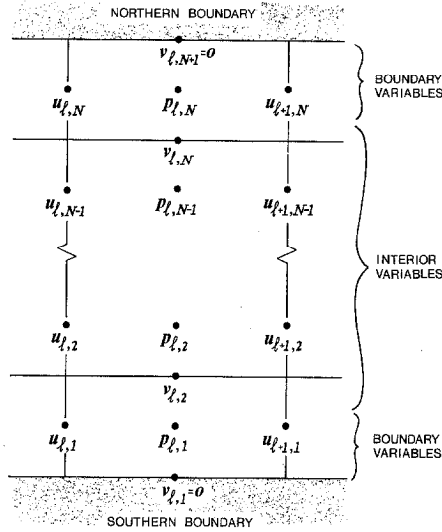 NORTHERN BOUNDARY
v_{ℓ,N+1}=0
u_{ℓ,N} p_{ℓ,N} u_{ℓ+1,N}
BOUNDARY
VARIABLES
v_{ℓ,N}
u_{ℓ,N-1} p_{ℓ,N-1} u_{ℓ+1,N-1}
INTERIOR
VARIABLES
u_{ℓ,2} p_{ℓ,2} u_{ℓ+1,2}
v_{ℓ,2}
u_{ℓ,1} p_{ℓ,1} u_{ℓ+1,1}
BOUNDARY
VARIABLES
v_{ℓ,1}=0
SOUTHERN BOUNDARY